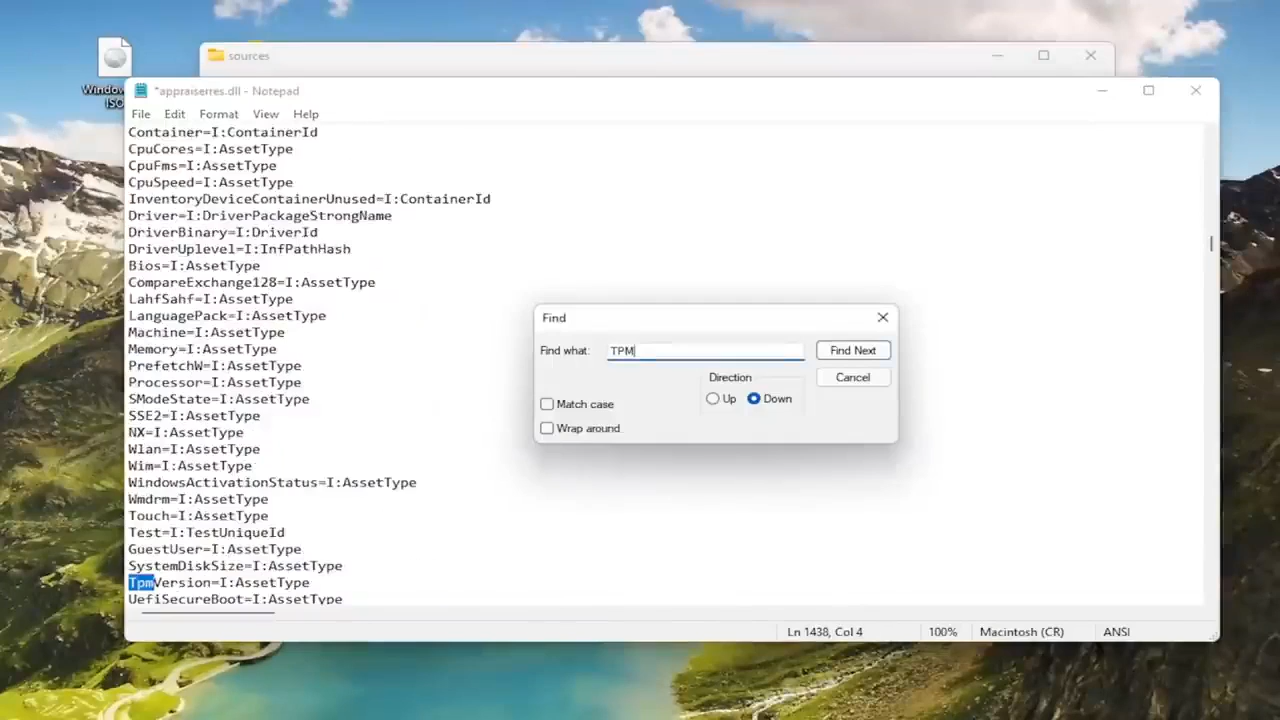 sources
Windows
ISO
*appraiserres.dll - Notepad
File Edit Format View Help
Container=I:ContainerId
CpuCores=I:AssetType
CpuFms=I:AssetType
CpuSpeed=I:AssetType
InventoryDeviceContainerUnused=I:ContainerId
Driver=I:DriverPackageStrongName
DriverBinary=I:DriverId
DriverUplevel=I:InfPathHash
Bios=I:AssetType
CompareExchange128=I:AssetType
LahfSahf=I:AssetType
LanguagePack=I:AssetType
Machine=I:AssetType
Memory=I:AssetType
PrefetchW=I:AssetType
Processor=I:AssetType
SModeState=I:AssetType
SSE2=I:AssetType
NX=I:AssetType
Wlan=I:AssetType
Wim=I:AssetType
WindowsActivationStatus=I:AssetType
Wmdrm=I:AssetType
Touch=I:AssetType
Test=I:TestUniqueId
GuestUser=I:AssetType
SystemDiskSize=I:AssetType
TpmVersion=I:AssetType
UefiSecureBoot=I:AssetType
Find
Find what: TPM Find Next
Direction Cancel
Up Down
Match case
Wrap around
Ln 1438, Col 4 100% Macintosh (CR) ANSI